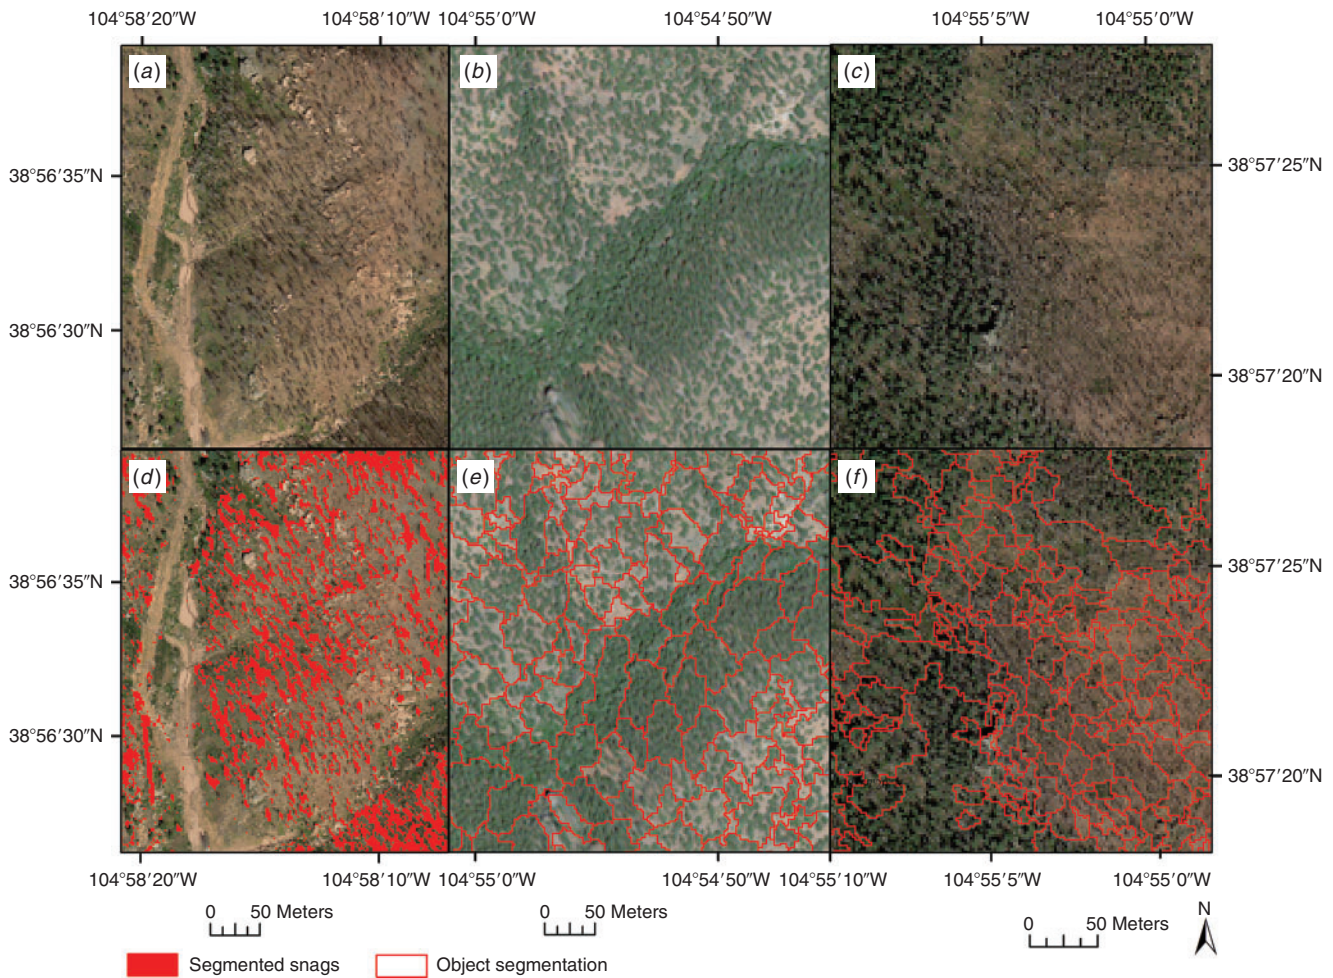 104°58′20″W 104°58′10″W 104°55′0″W 104°54′50″W 104°55′5″W 104°55′0″W
(a) (b) (c)
38°56′35″N 38°57′25″N
38°56′30″N 38°57′20″N
(d) (e) (f)
38°56′35″N 38°57′25″N
38°56′30″N 38°57′20″N
104°58′20″W 104°58′10″W 104°55′0″W 104°54′50″W 104°55′10″W 104°55′5″W 104°55′0″W
0 50 Meters 0 50 Meters 0 50 Meters N
Segmented snags Object segmentation